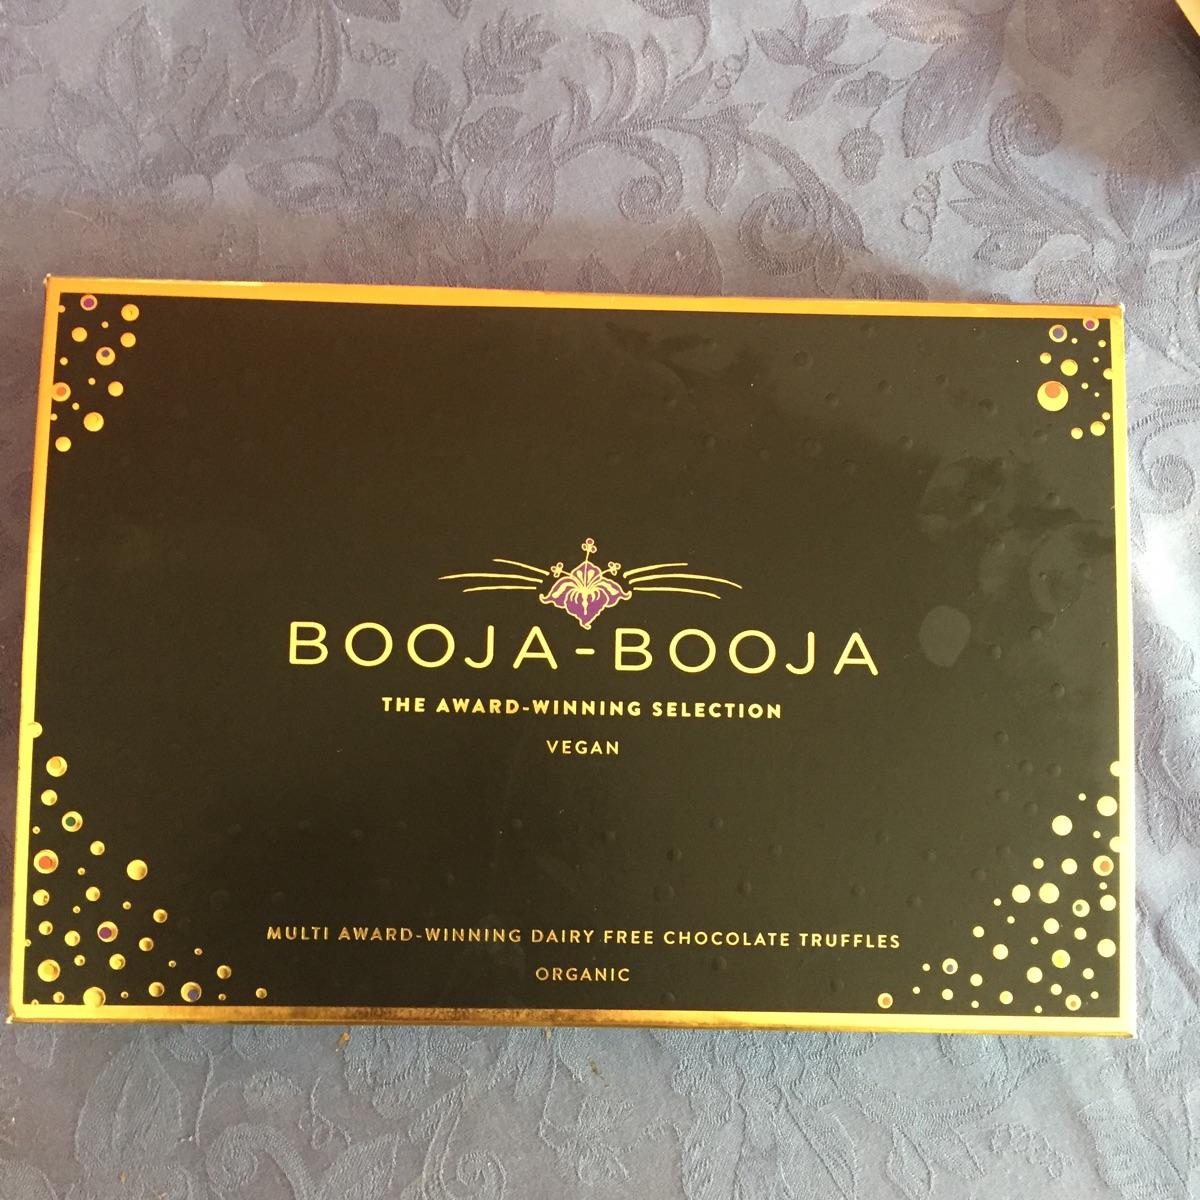 BOOJA-BOOJA
THE AWARD-WINNING SELECTION
VEGAN
MULTI AWARD-WINNING DAIRY FREE CHOCOLATE TRUFFLES
ORGANIC